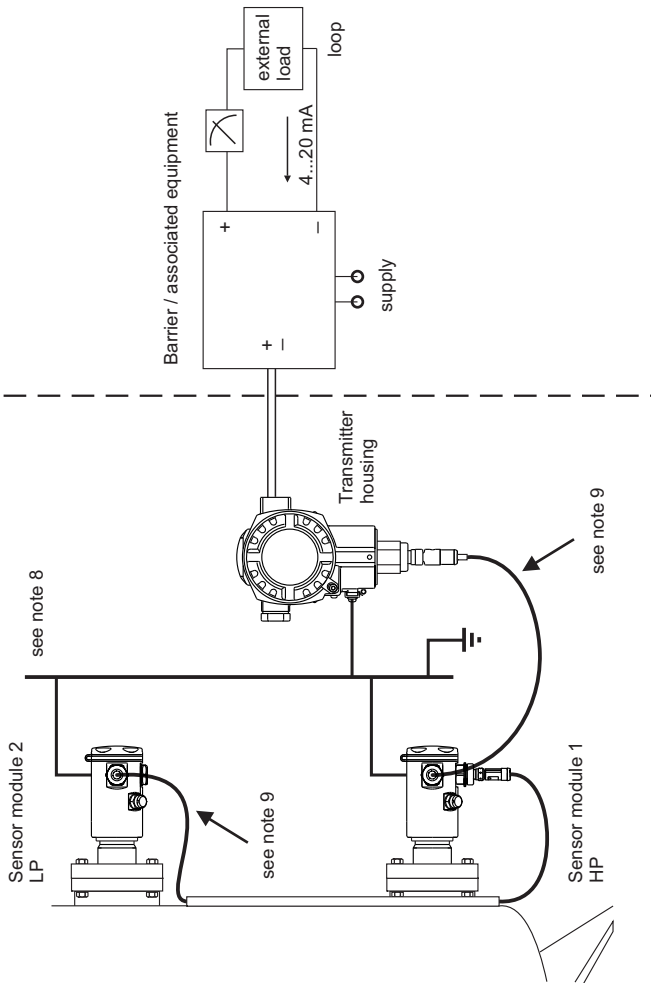 Sensor module 2
LP
see note 8
Barrier / associated equipment
external
load
loop
4...20 mA
+
–
+
–
supply
Transmitter
housing
see note 9
see note 9
Sensor module 1
HP